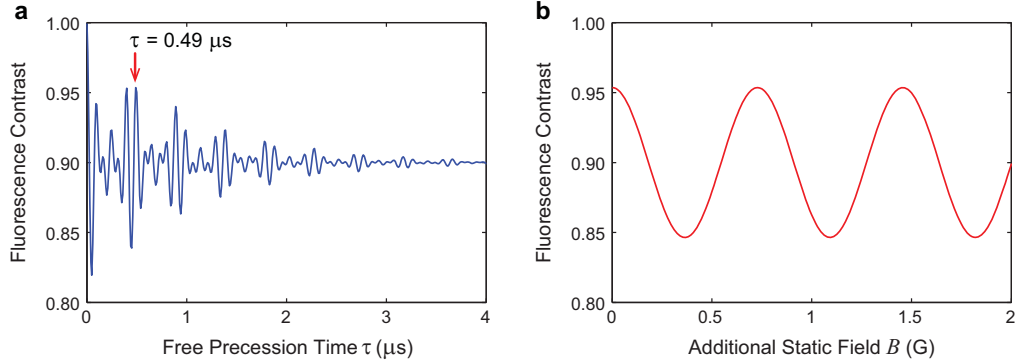 a
1.00
0.95
0.90
0.85
0.80
Fluorescence Contrast
τ = 0.49 μs
0
1
2
3
4
Free Precession Time τ (μs)
b
1.00
0.95
0.90
0.85
0.80
Fluorescence Contrast
0
0.5
1
1.5
2
Additional Static Field B (G)